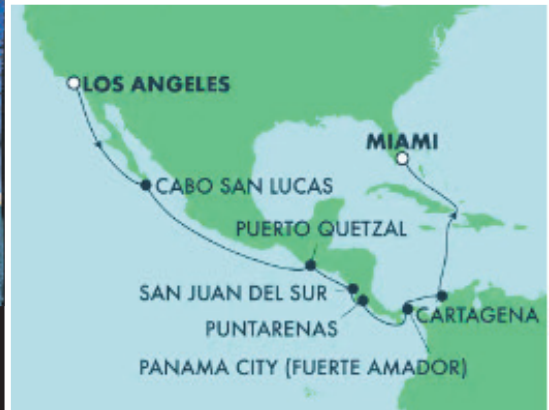 LOS ANGELES
MIAMI
CABO SAN LUCAS
PUERTO QUETZAL
SAN JUAN DEL SUR
PUNTARENAS
CARTAGENA
PANAMA CITY (FUERTE AMADOR)